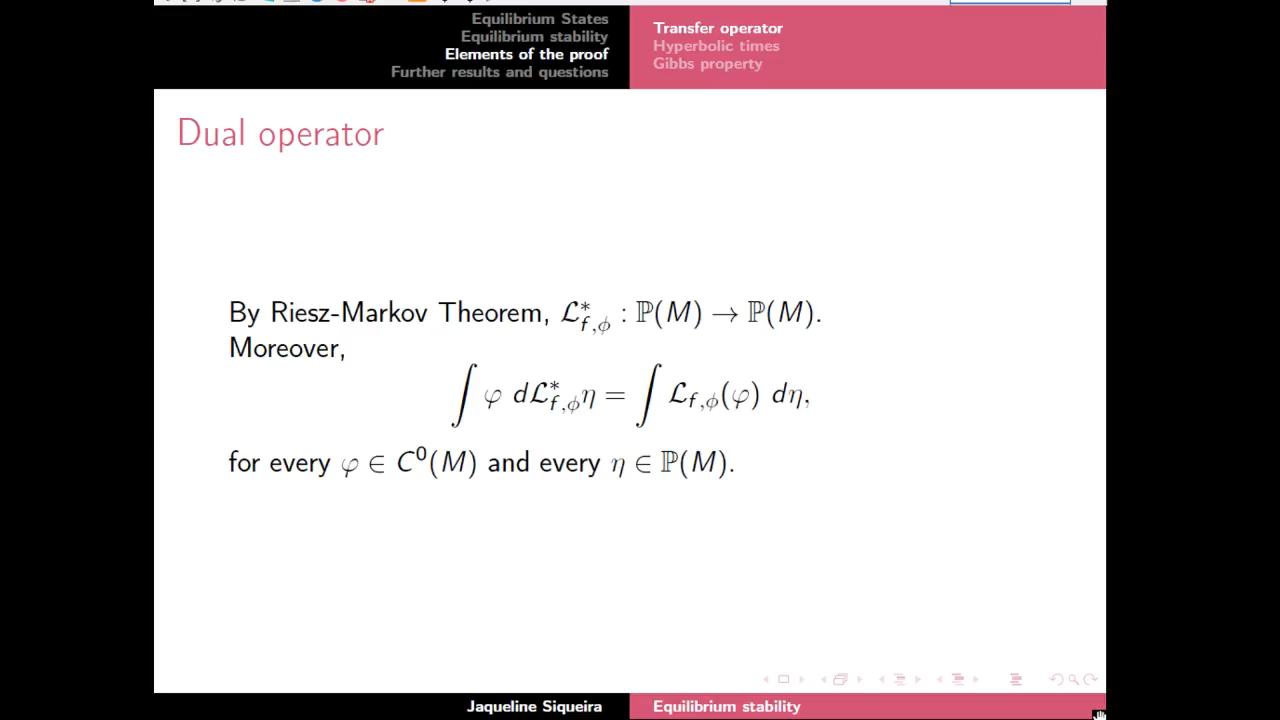 Equilibrium States
Equilibrium stability
Elements of the proof
Further results and questions
Transfer operator
Hyperbolic times
Gibbs property
Dual operator
By Riesz-Markov Theorem, ℒ*_{f,ϕ} : ℙ(M) → ℙ(M).
Moreover,
∫ φ dℒ*_{f,ϕ}η = ∫ ℒ_{f,ϕ}(φ) dη,
for every φ ∈ C⁰(M) and every η ∈ ℙ(M).
Jaqueline Siqueira
Equilibrium stability